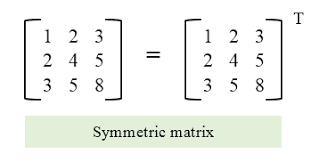 T
1 2 3 1 2 3
2 4 5 = 2 4 5
3 5 8 3 5 8
Symmetric matrix